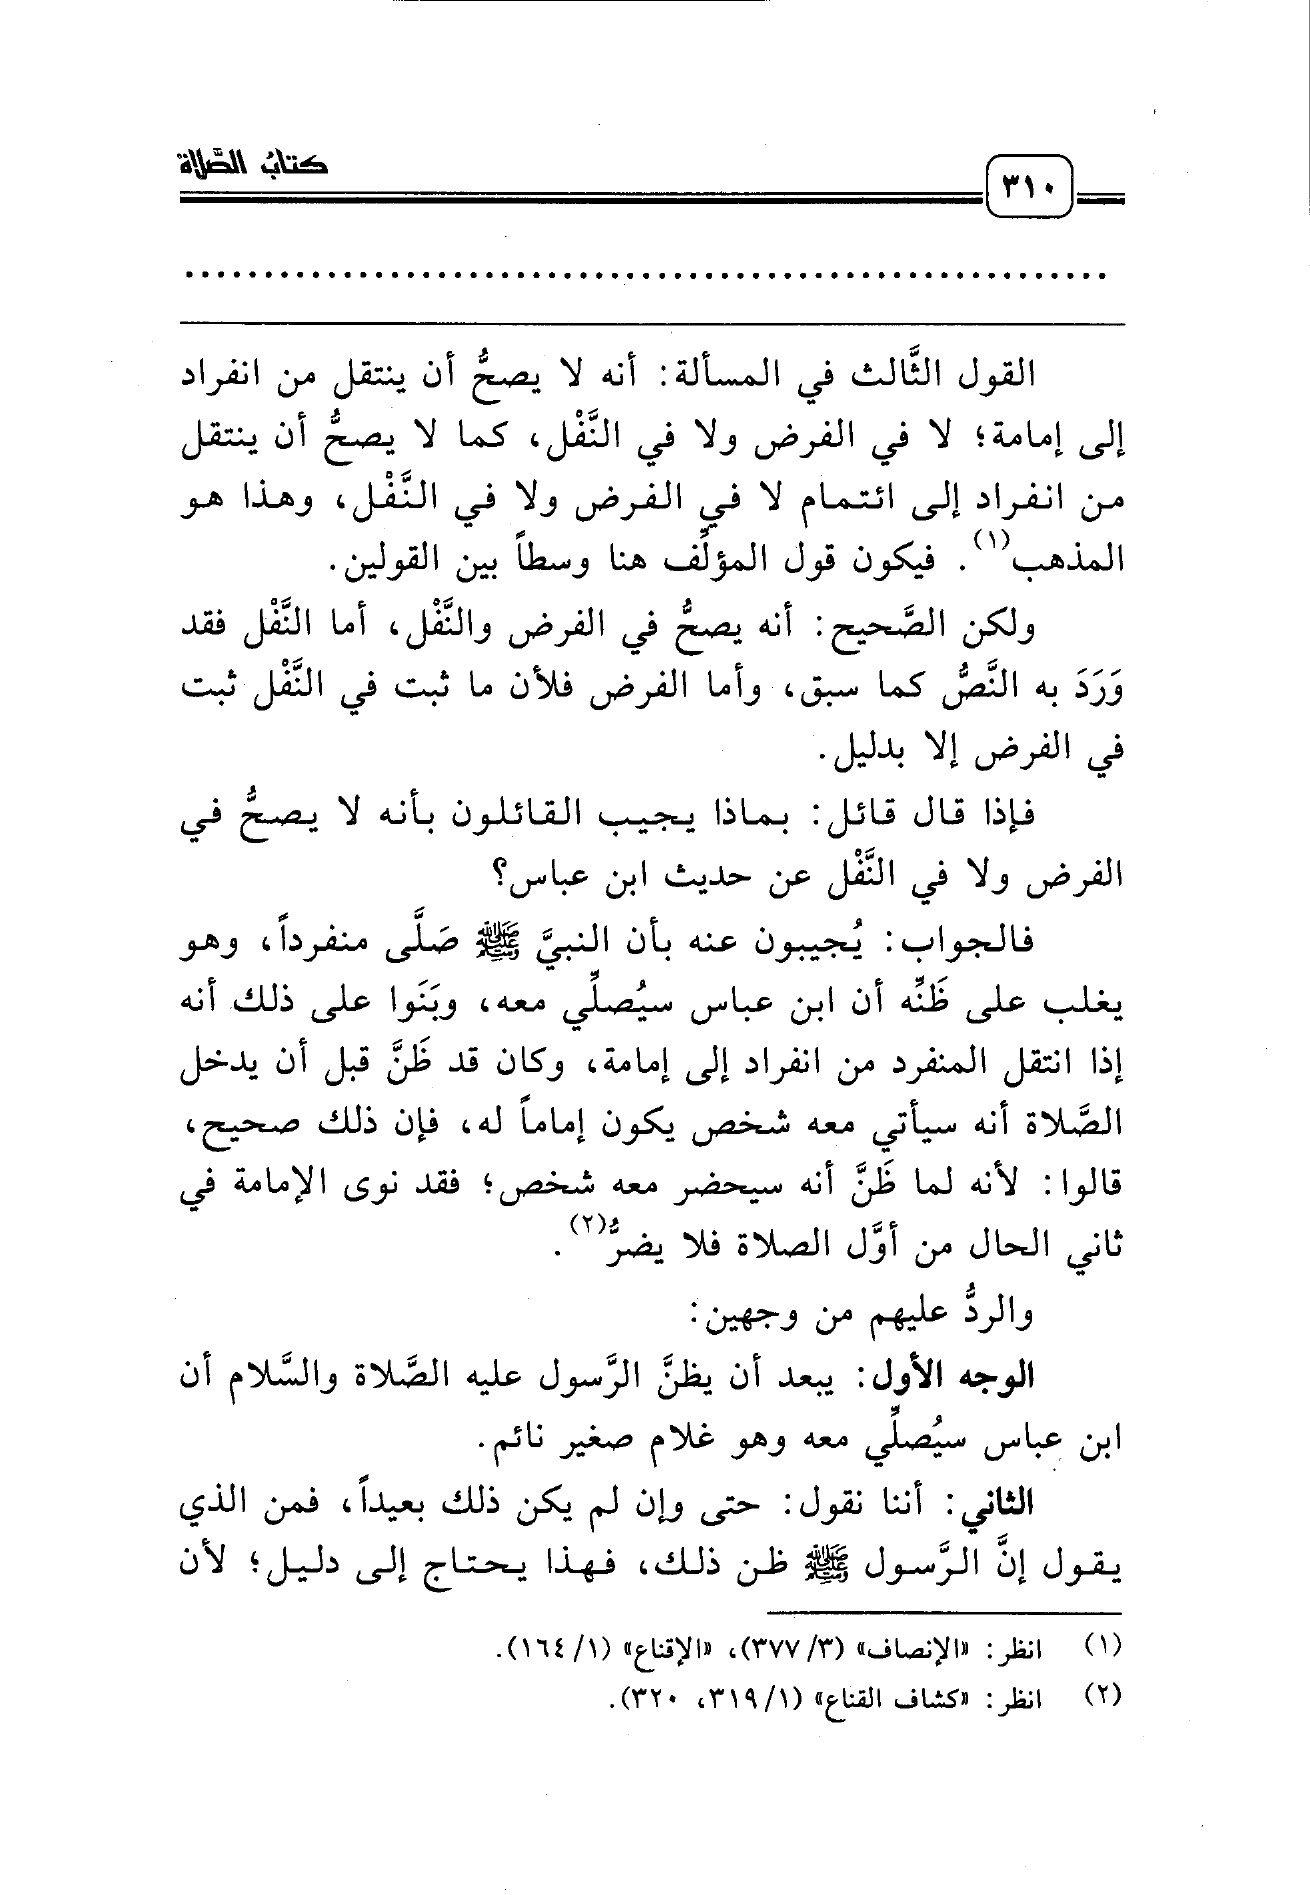 كتابُ الصَّلاة
٣١٠
القول الثَّالث في المسألة: أنه لا يصحُّ أن ينتقل من انفراد
إلى إمامة؛ لا في الفرض ولا في النَّفْل، كما لا يصحُّ أن ينتقل
من انفراد إلى ائتمام لا في الفرض ولا في النَّفْل، وهذا هو
المذهب(١). فيكون قول المؤلِّف هنا وسطاً بين القولين.
ولكن الصَّحيح: أنه يصحُّ في الفرض والنَّفْل، أما النَّفْل فقد
وَرَدَ به النَّصُّ كما سبق، وأما الفرض فلأن ما ثبت في النَّفْل ثبت
في الفرض إلا بدليل.
فإذا قال قائل: بماذا يجيب القائلون بأنه لا يصحُّ في
الفرض ولا في النَّفْل عن حديث ابن عباس؟
فالجواب: يُجيبون عنه بأن النبيَّ ﷺ صَلَّى منفرداً، وهو
يغلب على ظَنِّه أن ابن عباس سيُصلِّي معه، وبَنَوا على ذلك أنه
إذا انتقل المنفرد من انفراد إلى إمامة، وكان قد ظَنَّ قبل أن يدخل
الصَّلاة أنه سيأتي معه شخص يكون إماماً له، فإن ذلك صحيح،
قالوا: لأنه لما ظَنَّ أنه سيحضر معه شخص؛ فقد نوى الإمامة في
ثاني الحال من أوَّل الصلاة فلا يضرُّ(٢).
والردُّ عليهم من وجهين:
الوجه الأول: يبعد أن يظنَّ الرَّسول عليه الصَّلاة والسَّلام أن
ابن عباس سيُصلِّي معه وهو غلام صغير نائم.
الثاني: أننا نقول: حتى وإن لم يكن ذلك بعيداً، فمن الذي
يقول إنَّ الرَّسول ﷺ ظن ذلك، فهذا يحتاج إلى دليل؛ لأن
(١) انظر: «الإنصاف» (٣/ ٣٧٧)، «الإقناع» (١/ ١٦٤).
(٢) انظر: «كشاف القناع» (١/ ٣١٩، ٣٢٠).